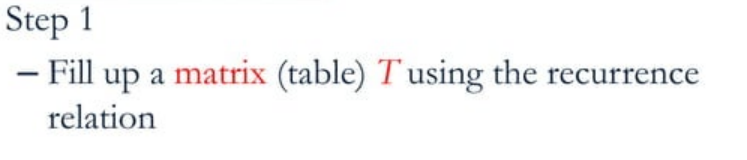 Step 1
– Fill up a matrix (table) T using the recurrence
relation